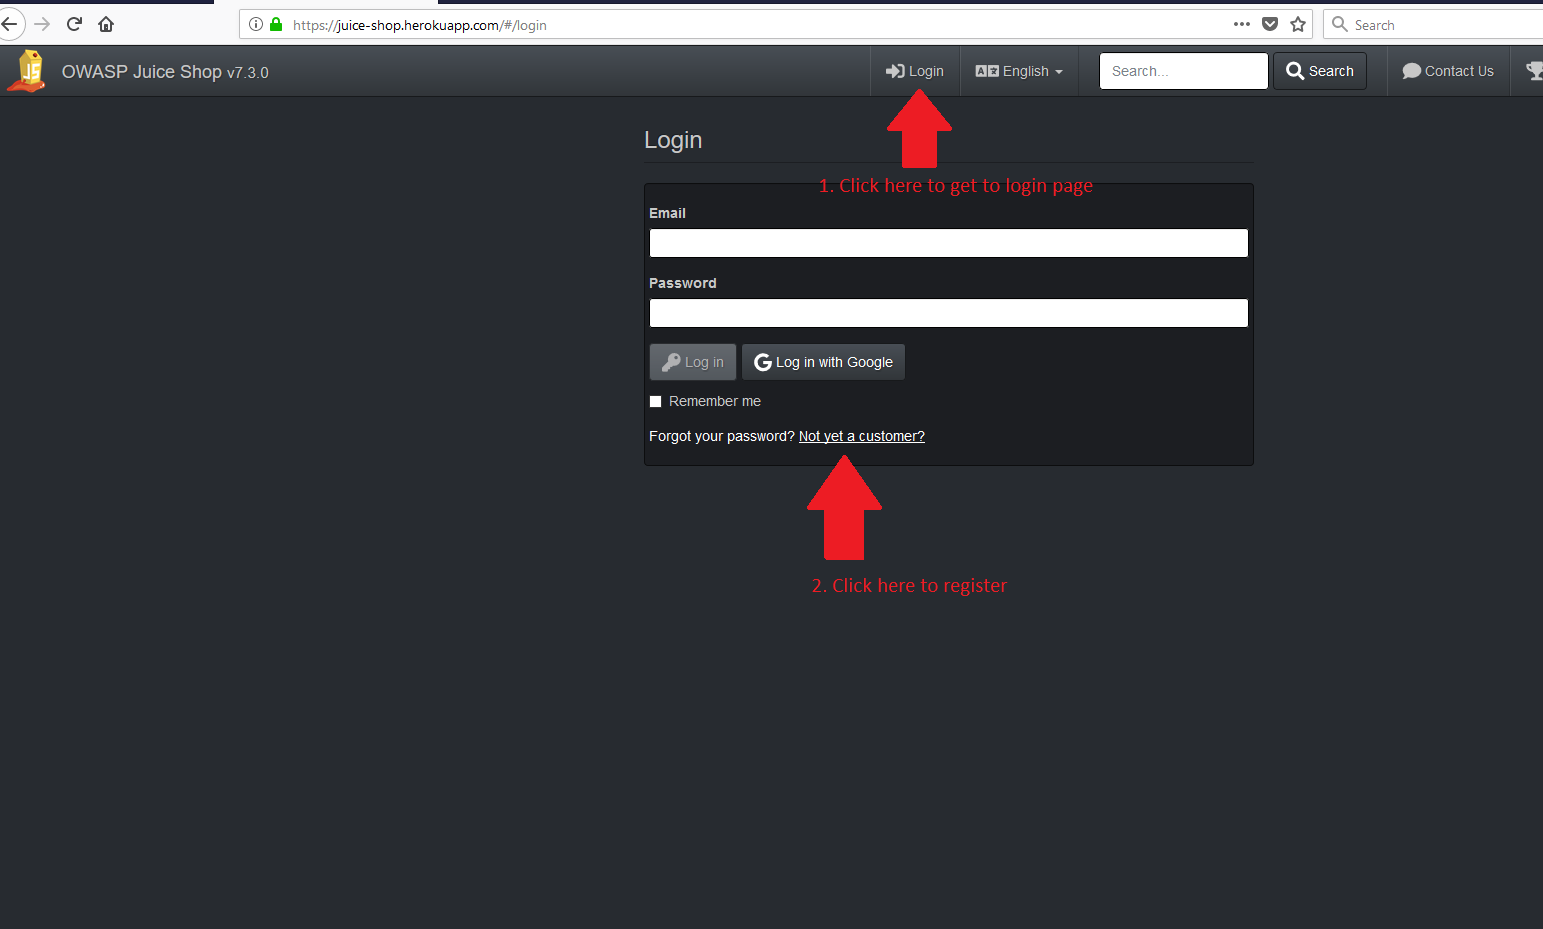 https://juice-shop.herokuapp.com/#/login
Search
JS
OWASP Juice Shop v7.3.0
Login
English
Search...
Search
Contact Us
Login
1. Click here to get to login page
Email
Password
Log in
G Log in with Google
Remember me
Forgot your password? Not yet a customer?
2. Click here to register